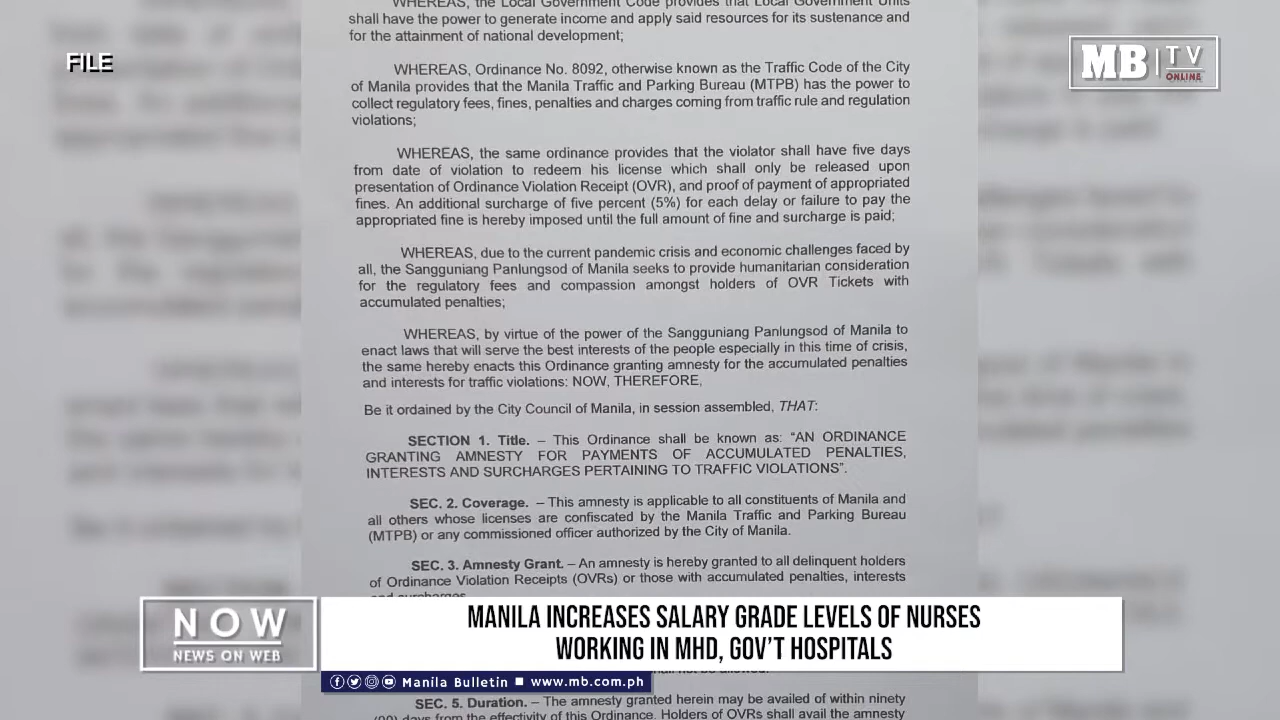 WHEREAS, the Local Government Code provides that Local Government Units
shall have the power to generate income and apply said resources for its sustenance and
for the attainment of national development;
FILE
MB TV
ONLINE
WHEREAS, Ordinance No. 8092, otherwise known as the Traffic Code of the City
of Manila provides that the Manila Traffic and Parking Bureau (MTPB) has the power to
collect regulatory fees, fines, penalties and charges coming from traffic rule and regulation
violations;
WHEREAS, the same ordinance provides that the violator shall have five days
from date of violation to redeem his license which shall only be released upon
presentation of Ordinance Violation Receipt (OVR), and proof of payment of appropriated
fines. An additional surcharge of five percent (5%) for each delay or failure to pay the
appropriated fine is hereby imposed until the full amount of fine and surcharge is paid;
WHEREAS, due to the current pandemic crisis and economic challenges faced by
all, the Sangguniang Panlungsod of Manila seeks to provide humanitarian consideration
for the regulatory fees and compassion amongst holders of OVR Tickets with
accumulated penalties;
WHEREAS, by virtue of the power of the Sangguniang Panlungsod of Manila to
enact laws that will serve the best interests of the people especially in this time of crisis,
the same hereby enacts this Ordinance granting amnesty for the accumulated penalties
and interests for traffic violations: NOW, THEREFORE,
Be it ordained by the City Council of Manila, in session assembled, THAT:
SECTION 1. Title. – This Ordinance shall be known as: “AN ORDINANCE
GRANTING AMNESTY FOR PAYMENTS OF ACCUMULATED PENALTIES,
INTERESTS AND SURCHARGES PERTAINING TO TRAFFIC VIOLATIONS”.
SEC. 2. Coverage. – This amnesty is applicable to all constituents of Manila and
all others whose licenses are confiscated by the Manila Traffic and Parking Bureau
(MTPB) or any commissioned officer authorized by the City of Manila.
SEC. 3. Amnesty Grant. – An amnesty is hereby granted to all delinquent holders
of Ordinance Violation Receipts (OVRs) or those with accumulated penalties, interests
and surcharges
NOW
NEWS ON WEB
MANILA INCREASES SALARY GRADE LEVELS OF NURSES
WORKING IN MHD, GOV'T HOSPITALS
Manila Bulletin ■ www.mb.com.ph
SEC. 5. Duration. – The amnesty granted herein may be availed of within ninety
(90) days from the effectivity of this Ordinance. Holders of OVRs shall avail the amnesty